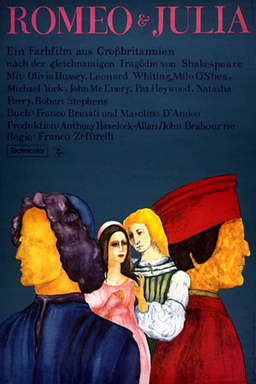 ROMEO & JULIA
Ein Farbfilm aus Großbritannien
nach der gleichnamigen Tragödie von Shakespeare
Mit: Olivia Hussey, Leonard Whiting, Milo O'Shea,
Michael York, John McEnery, Pat Heywood, Natasha
Parry, Robert Stephens
Buch: Franco Brusati und Masolino D'Amico
Produktion: Anthony Havelock-Allan/John Brabourne
Regie: Franco Zeffirelli
Technicolor